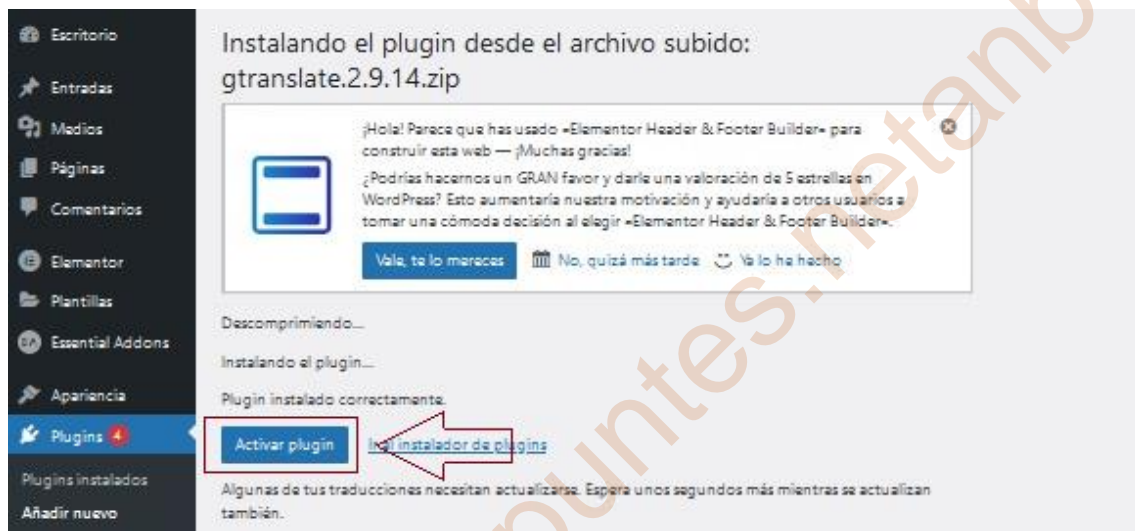 Escritorio
Entradas
Medios
Páginas
Comentarios
Elementor
Plantillas
Essential Addons
Apariencia
Plugins 4
Plugins instalados
Añadir nuevo
Instalando el plugin desde el archivo subido:
gtranslate.2.9.14.zip
¡Hola! Parece que has usado «Elementor Header & Footer Builder» para
construir esta web — ¡Muchas gracias!
¿Podrías hacernos un GRAN favor y darle una valoración de 5 estrellas en
WordPress? Esto aumentaría nuestra motivación y ayudaría a otros usuarios a
tomar una cómoda decisión al elegir «Elementor Header & Footer Builder».
Vale, te lo mereces No, quizá más tarde Ya lo he hecho
Descomprimiendo...
Instalando el plugin...
Plugin instalado correctamente.
Activar plugin Ir al instalador de plugins
Algunas de tus traducciones necesitan actualizarse. Espera unos segundos más mientras se actualizan
también.
puntes.netanb